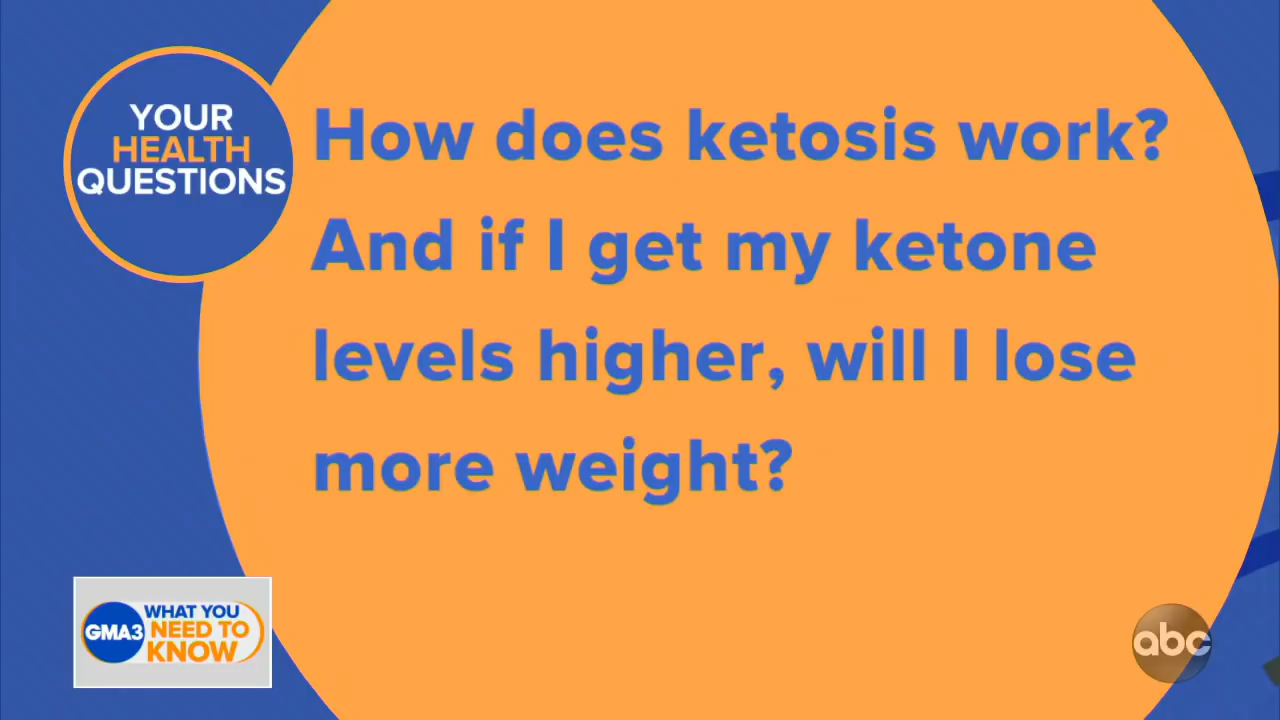 YOUR
HEALTH
QUESTIONS
How does ketosis work?
And if I get my ketone
levels higher, will I lose
more weight?
GMA3
WHAT YOU
NEED TO
KNOW
abc